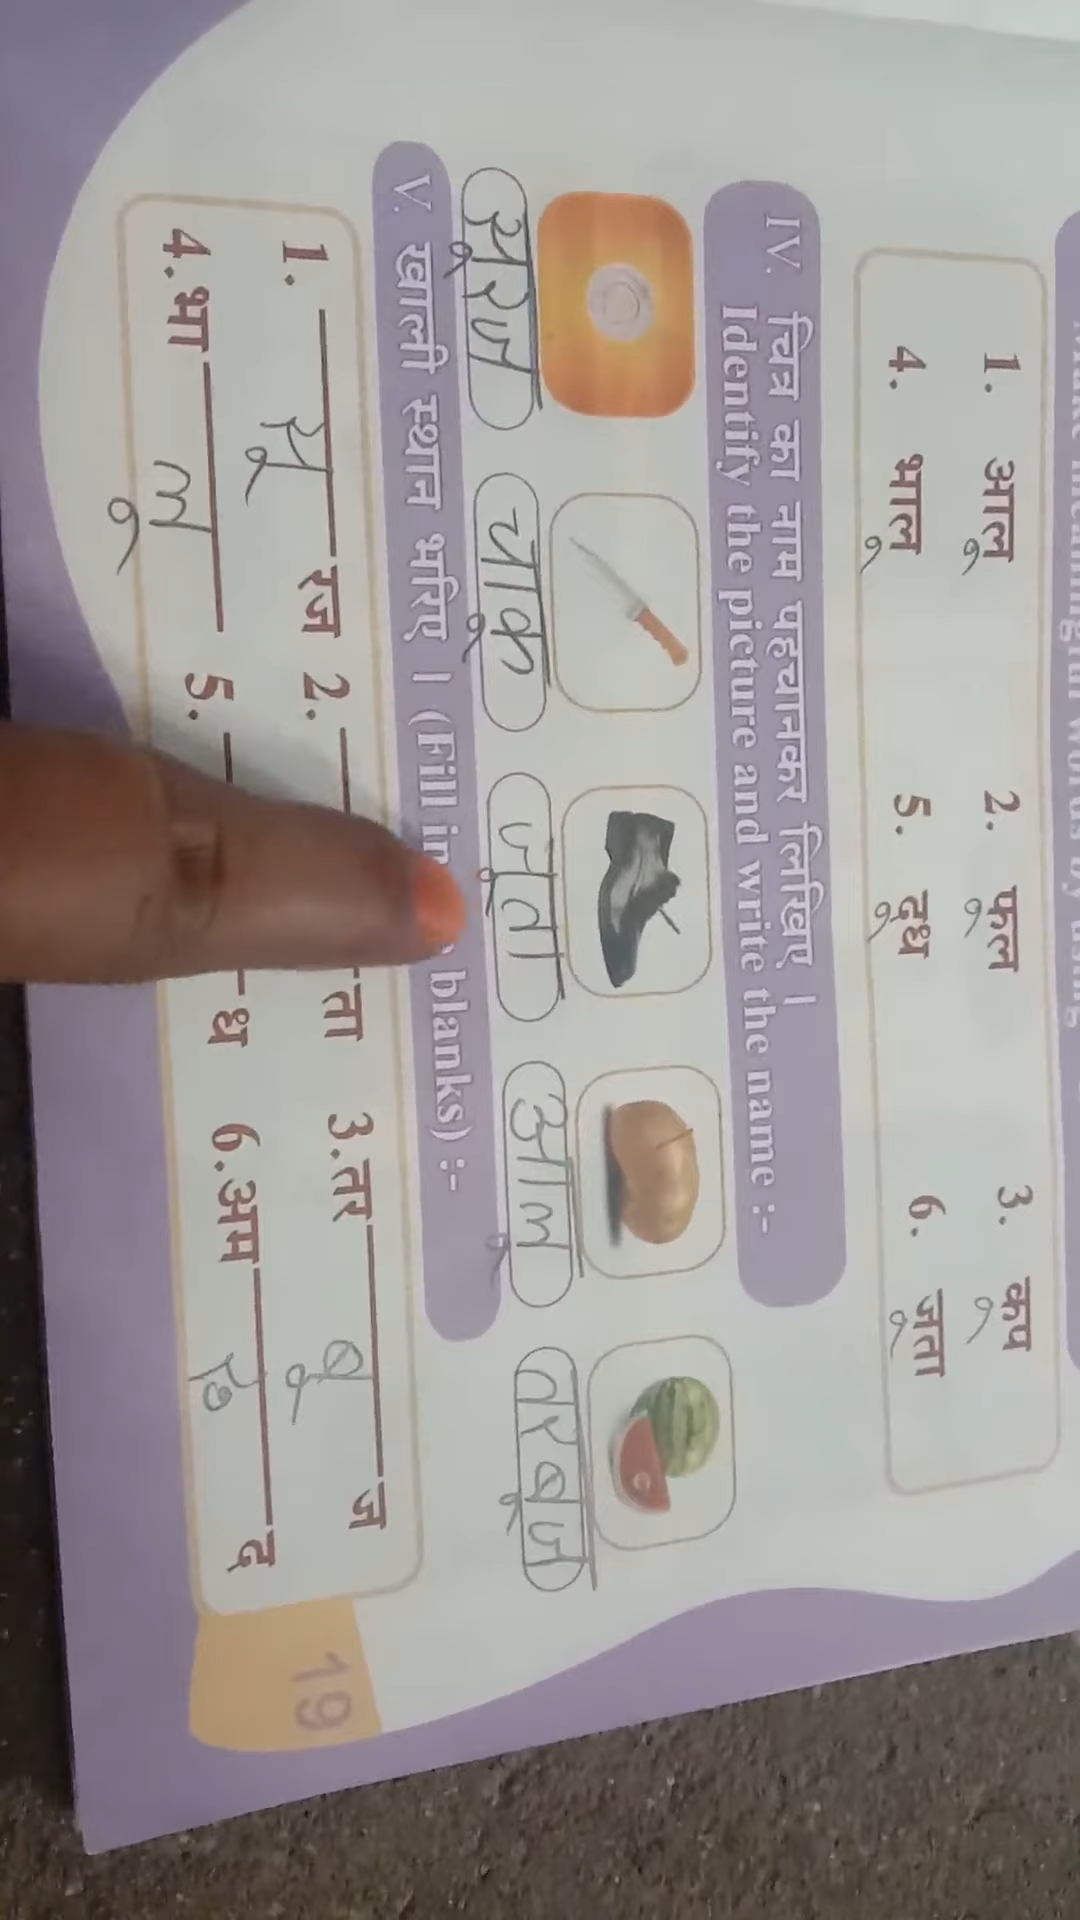 1. आलू 2. फूल 3. कूप
4. भालू 5. दूध 6. जूता
IV. चित्र का नाम पहचानकर लिखिए |
Identify the picture and write the name :-
सूरज चाकू जूता आलू तरबूज
V. खाली स्थान भरिए | (Fill in blanks) :-
1. सू रज 2. ता 3. तर बू ज
4. भा लू 5. ध 6. अम रू द
19